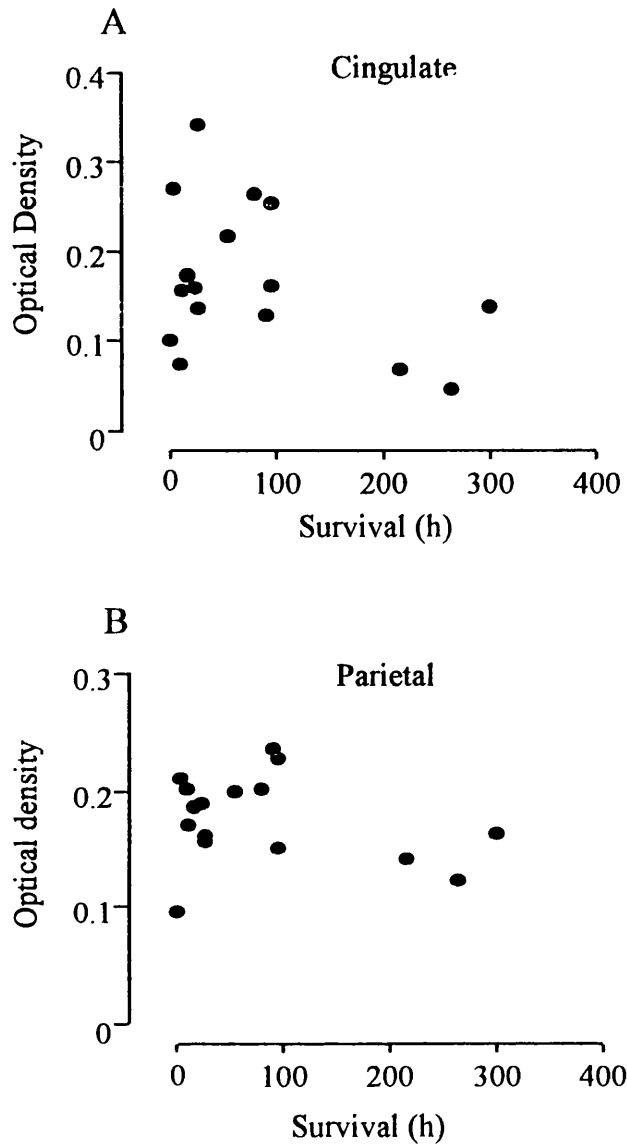 A
Cingulate
0.4
0.3
0.2
0.1
0
Optical Density
0 100 200 300 400
Survival (h)
B
Parietal
0.3
0.2
0.1
0
Optical density
0 100 200 300 400
Survival (h)